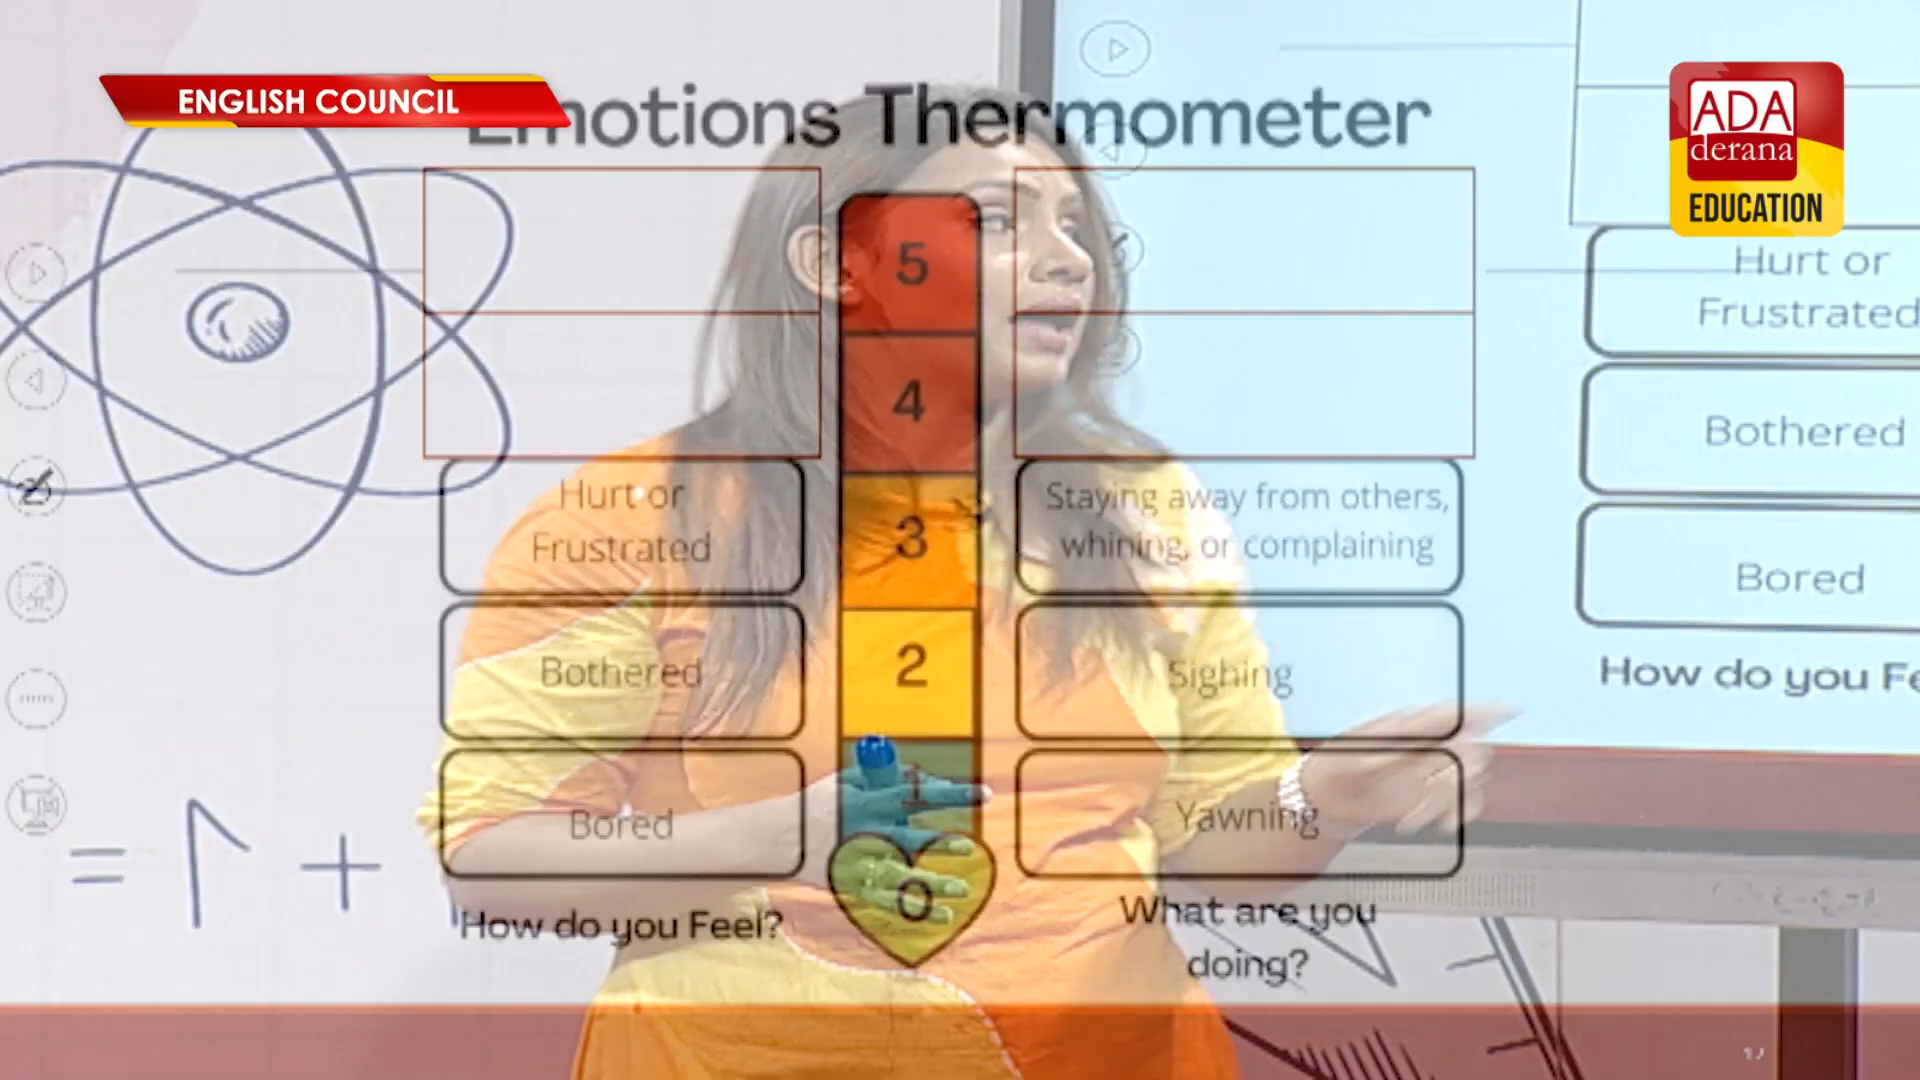 ENGLISH COUNCIL
Emotions Thermometer
ADA
derana
EDUCATION
5
4
Hurt or
Frustrated
3
Staying away from others,
whining, or complaining
Bothered
2
Sighing
Bored
1
Yawning
0
How do you Feel?
What are you
doing?
Hurt or
Frustrated
Bothered
Bored
How do you Fe
= 1 +
17